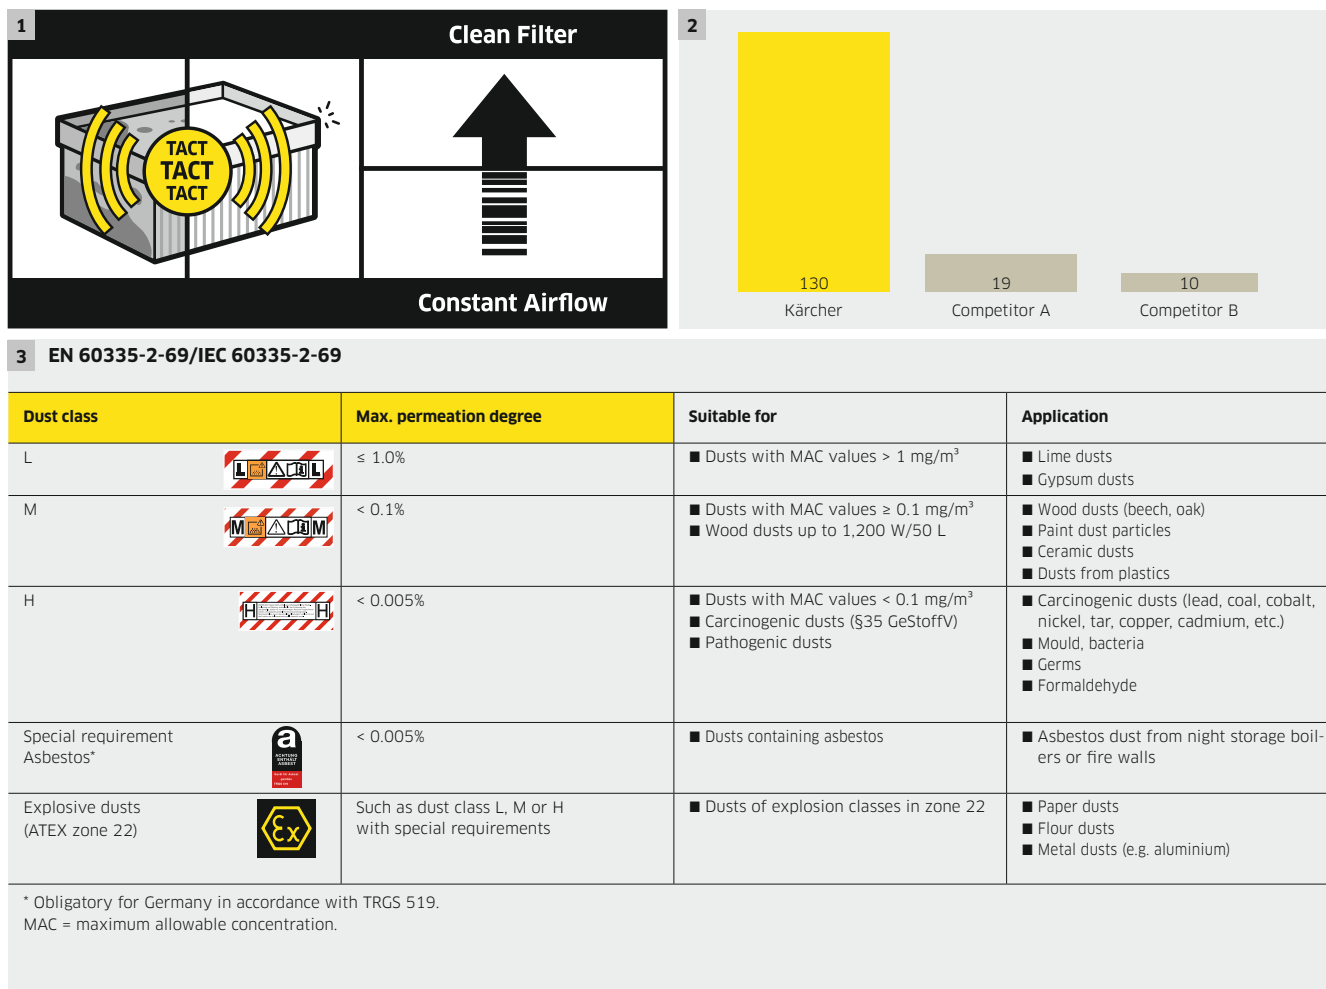 1
Clean Filter
TACT
TACT
TACT
Constant Airflow
2
130
19
10
Kärcher
Competitor A
Competitor B
3 EN 60335-2-69/IEC 60335-2-69
Dust class
Max. permeation degree
Suitable for
Application
L
L L
≤ 1.0%
■ Dusts with MAC values > 1 mg/m³
■ Lime dusts
■ Gypsum dusts
M
M M
< 0.1%
■ Dusts with MAC values ≥ 0.1 mg/m³
■ Wood dusts up to 1,200 W/50 L
■ Wood dusts (beech, oak)
■ Paint dust particles
■ Ceramic dusts
■ Dusts from plastics
H
H H
< 0.005%
■ Dusts with MAC values < 0.1 mg/m³
■ Carcinogenic dusts (§35 GeStoffV)
■ Pathogenic dusts
■ Carcinogenic dusts (lead, coal, cobalt,
nickel, tar, copper, cadmium, etc.)
■ Mould, bacteria
■ Germs
■ Formaldehyde
Special requirement
Asbestos*
a
ACHTUNG
ENTHÄLT
ASBEST
< 0.005%
■ Dusts containing asbestos
■ Asbestos dust from night storage boil-
ers or fire walls
Explosive dusts
(ATEX zone 22)
Ex
Such as dust class L, M or H
with special requirements
■ Dusts of explosion classes in zone 22
■ Paper dusts
■ Flour dusts
■ Metal dusts (e.g. aluminium)
* Obligatory for Germany in accordance with TRGS 519.
MAC = maximum allowable concentration.